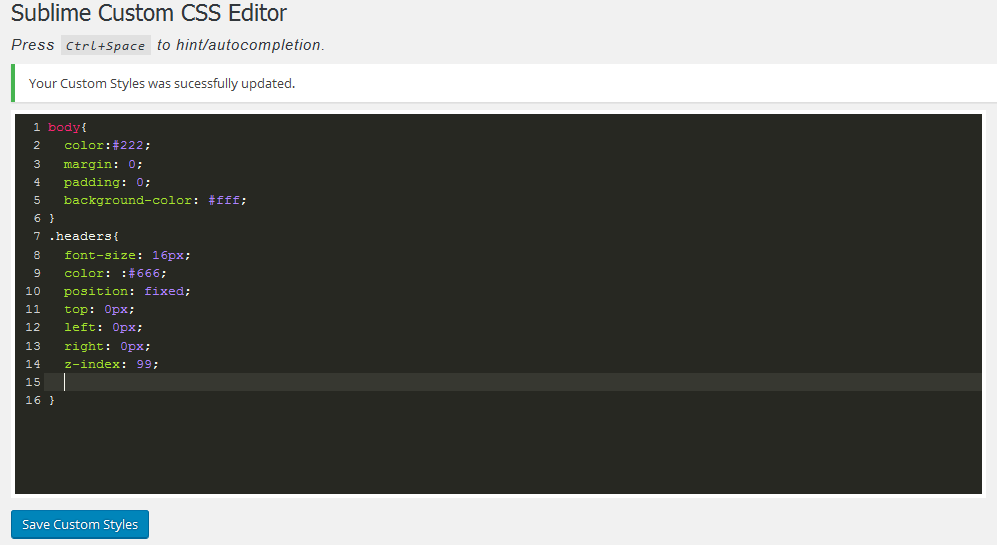 Sublime Custom CSS Editor
Press Ctrl+Space to hint/autocompletion.
Your Custom Styles was sucessfully updated.
1 body{
2   color:#222;
3   margin: 0;
4   padding: 0;
5   background-color: #fff;
6 }
7 .headers{
8   font-size: 16px;
9   color: :#666;
10   position: fixed;
11   top: 0px;
12   left: 0px;
13   right: 0px;
14   z-index: 99;
15
16 }
Save Custom Styles